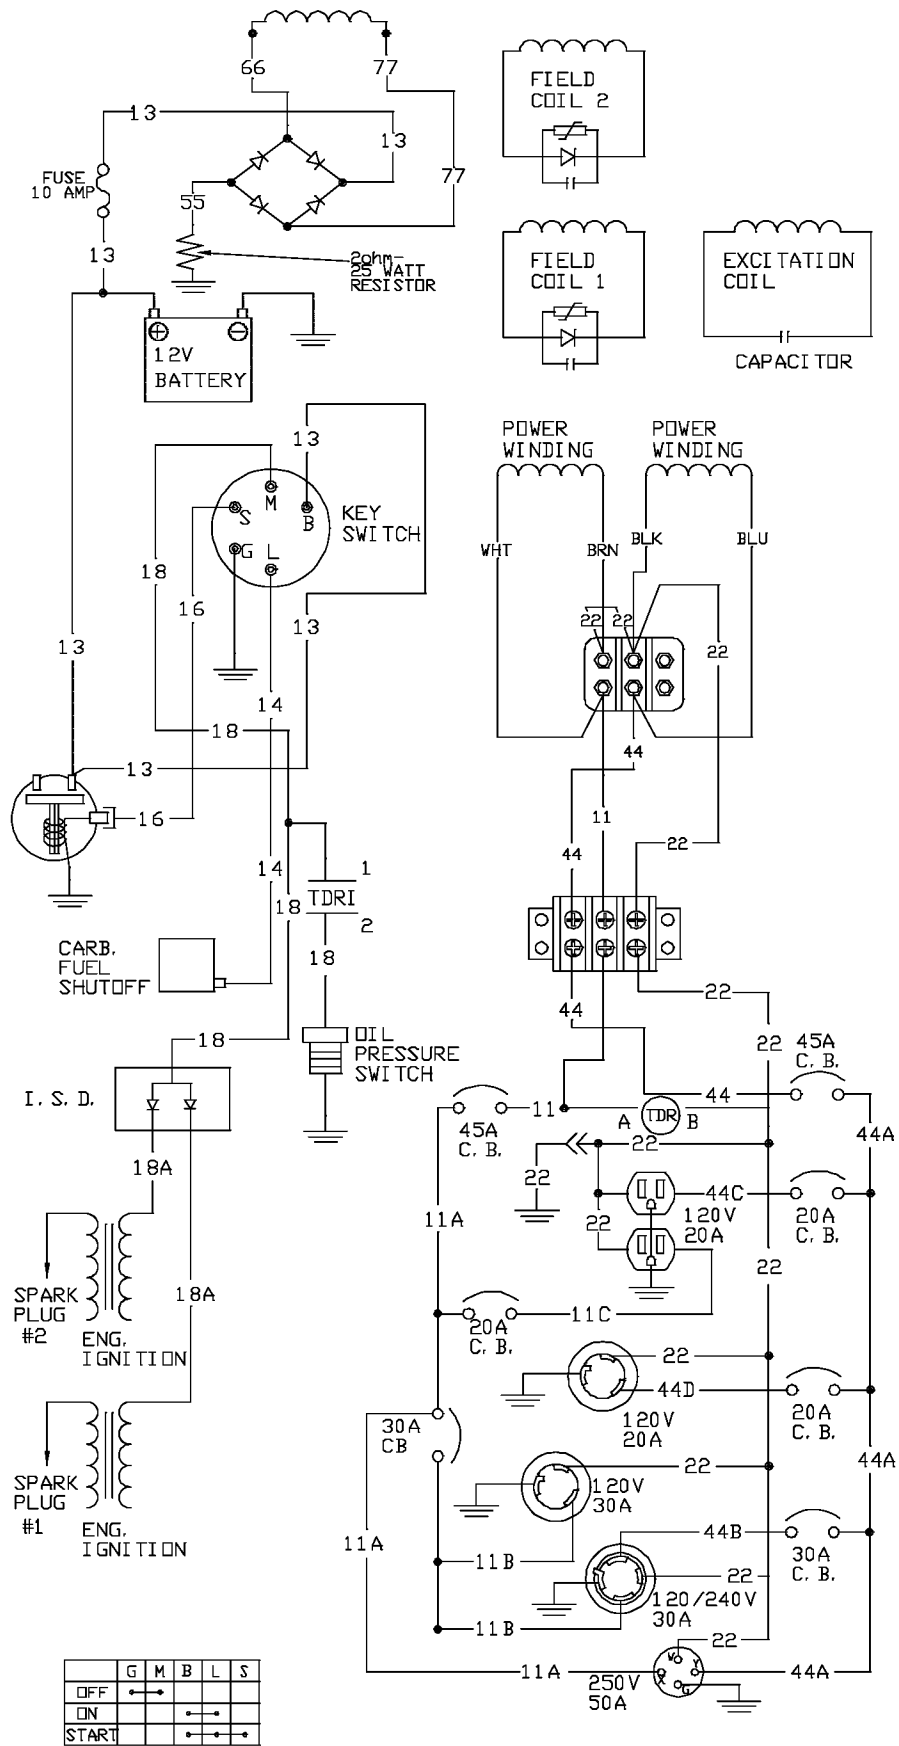 66
77
FIELD
COIL 2
13
13
FUSE
10 AMP
77
55
13
2ohm-
25 WATT
RESISTOR
FIELD
COIL 1
EXCITATION
COIL
CAPACITOR
12V
BATTERY
13
M
S
B
G
L
KEY
SWITCH
POWER
WINDING
POWER
WINDING
WHT
BRN
BLK
BLU
18
16
13
22
22
22
13
14
18
44
13
16
11
44
22
14
18
1
TDRI
2
18
CARB.
FUEL
SHUTOFF
44
22
18
OIL
PRESSURE
SWITCH
22
45A
C. B.
I. S. D.
44
11
A
TDR
B
45A
C. B.
44A
22
22
18A
44C
120V
20A
20A
C. B.
11A
22
22
SPARK
PLUG
#2
18A
11C
20A
C. B.
ENG.
IGNITION
22
44D
120V
20A
20A
C. B.
30A
CB
22
44A
120V
30A
SPARK
PLUG
#1
ENG.
IGNITION
11A
44B
30A
C. B.
11B
22
120/240V
30A
11B
22
W
X
Y
G
11A
44A
250V
50A
G M B L S
OFF
ON
START